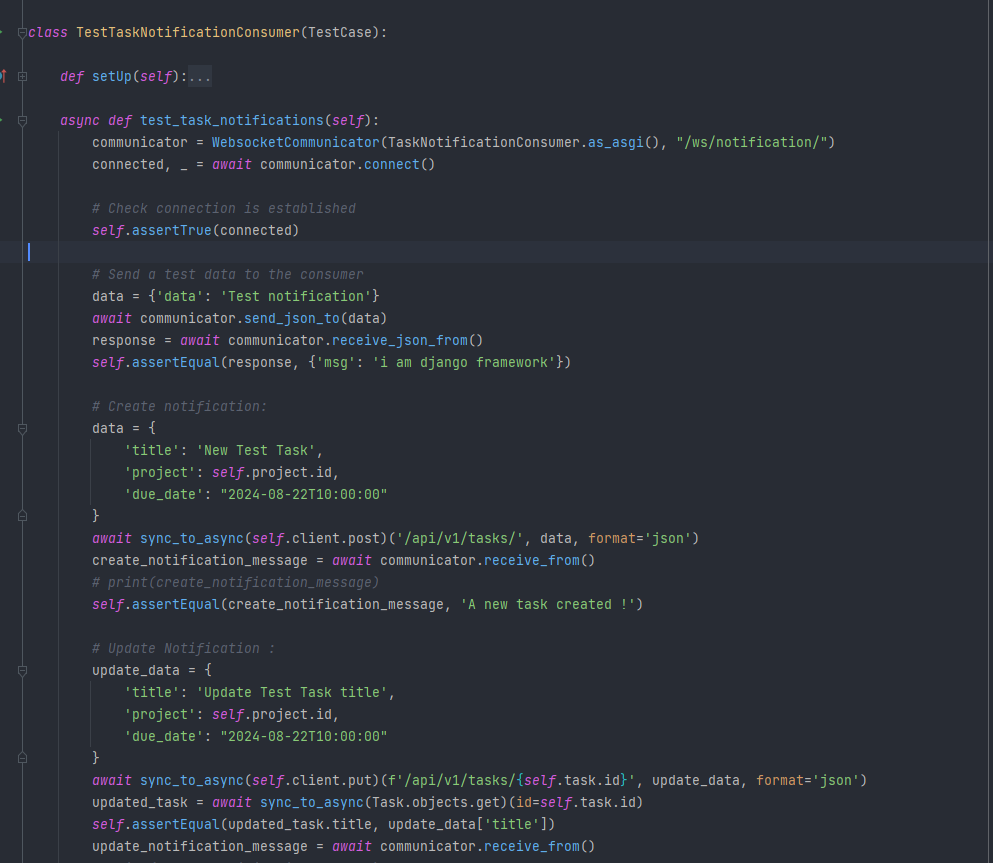 class TestTaskNotificationConsumer(TestCase):
def setUp(self):...
async def test_task_notifications(self):
communicator = WebsocketCommunicator(TaskNotificationConsumer.as_asgi(), "/ws/notification/")
connected, _ = await communicator.connect()
# Check connection is established
self.assertTrue(connected)
# Send a test data to the consumer
data = {'data': 'Test notification'}
await communicator.send_json_to(data)
response = await communicator.receive_json_from()
self.assertEqual(response, {'msg': 'i am django framework'})
# Create notification:
data = {
'title': 'New Test Task',
'project': self.project.id,
'due_date': "2024-08-22T10:00:00"
}
await sync_to_async(self.client.post)('/api/v1/tasks/', data, format='json')
create_notification_message = await communicator.receive_from()
# print(create_notification_message)
self.assertEqual(create_notification_message, 'A new task created !')
# Update Notification :
update_data = {
'title': 'Update Test Task title',
'project': self.project.id,
'due_date': "2024-08-22T10:00:00"
}
await sync_to_async(self.client.put)(f'/api/v1/tasks/{self.task.id}', update_data, format='json')
updated_task = await sync_to_async(Task.objects.get)(id=self.task.id)
self.assertEqual(updated_task.title, update_data['title'])
update_notification_message = await communicator.receive_from()